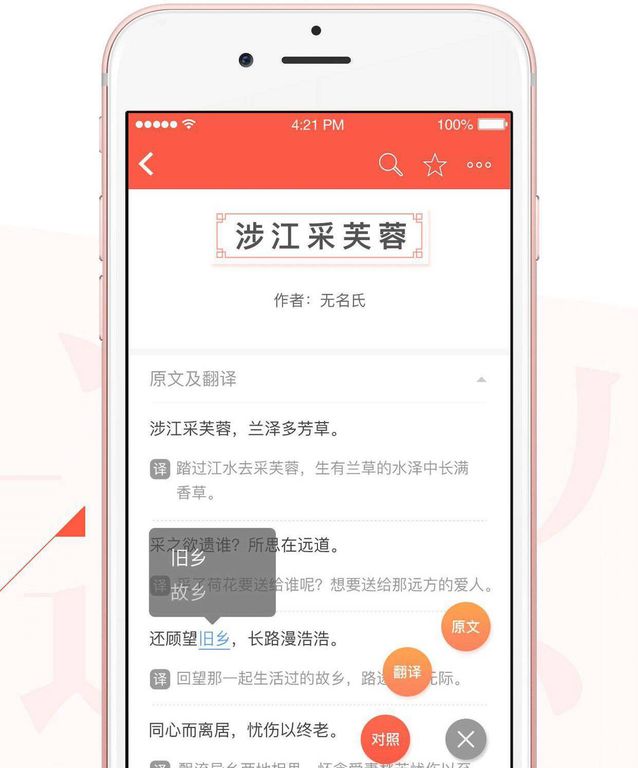 4:21 PM
100%
涉江采芙蓉
作者：无名氏
原文及翻译
涉江采芙蓉，兰泽多芳草。
译 踏过江水去采芙蓉，生有兰草的水泽中长满
香草。
采之欲遗谁？所思在远道。
旧乡
故乡
译 采了荷花要送给谁呢？想要送给那远方的爱人。
还顾望旧乡，长路漫浩浩。
原文
译 回望那一起生活过的故乡，路途 无际。
翻译
同心而离居，忧伤以终老。
对照
译